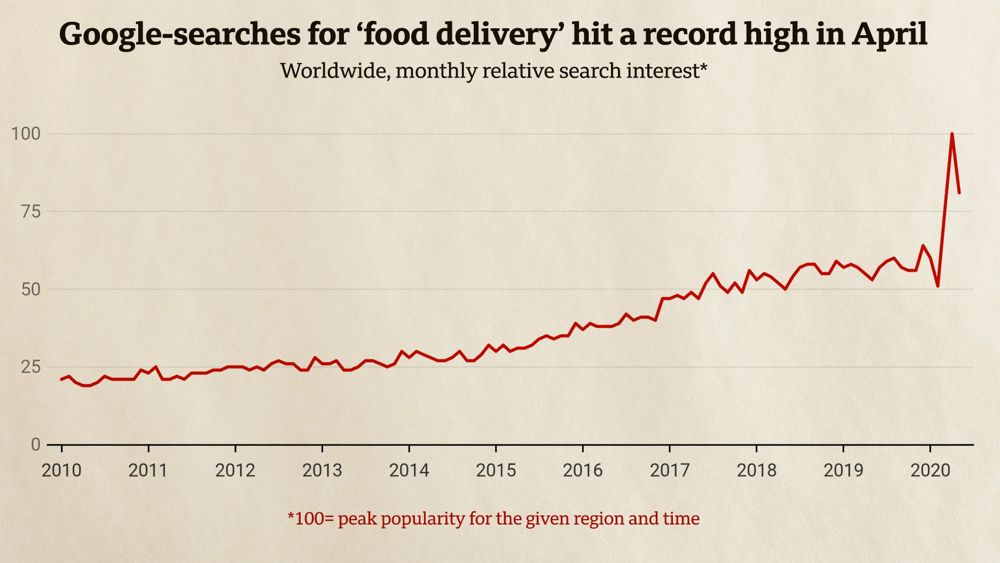 Google-searches for ‘food delivery’ hit a record high in April
Worldwide, monthly relative search interest*
100
75
50
25
0
2010 2011 2012 2013 2014 2015 2016 2017 2018 2019 2020
*100= peak popularity for the given region and time